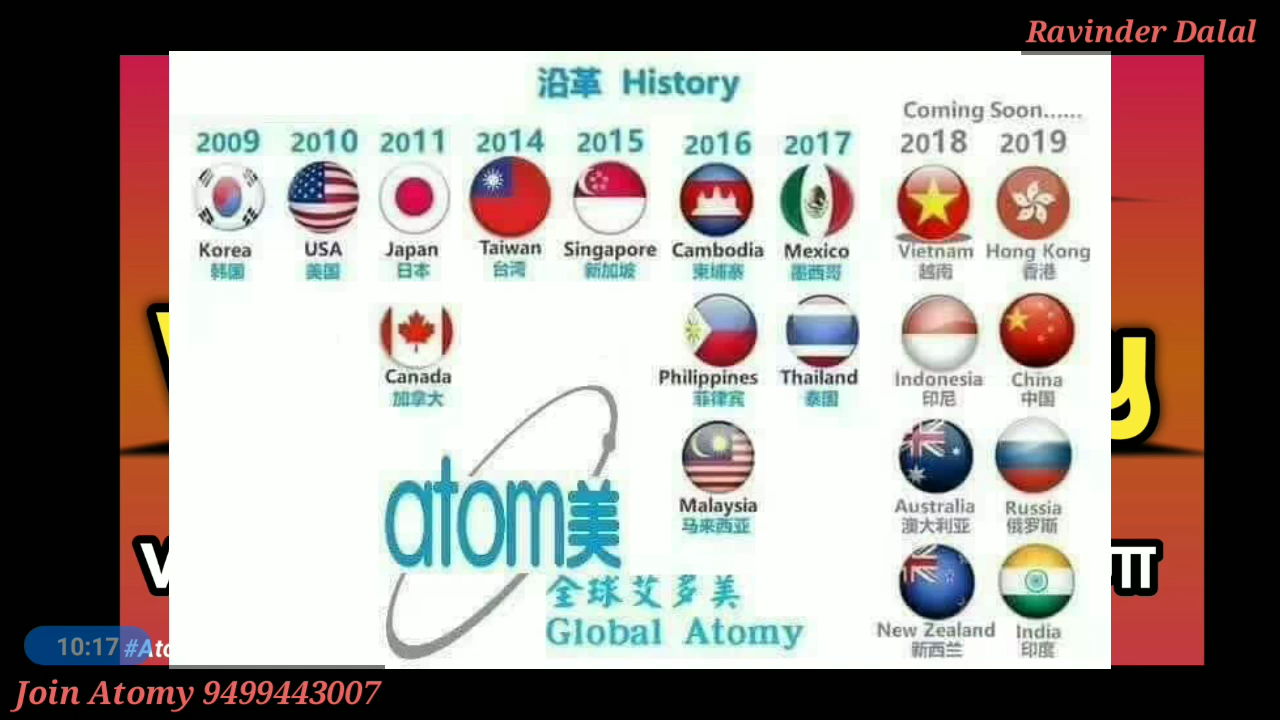 Ravinder Dalal
沿革 History
Coming Soon......
2009 2010 2011 2014 2015 2016 2017 2018 2019
Korea USA Japan Taiwan Singapore Cambodia Mexico Vietnam Hong Kong
韩国 美国 日本 台湾 新加坡 柬埔寨 墨西哥 越南 香港
Canada Philippines Thailand Indonesia China
加拿大 菲律宾 泰国 印尼 中国
Malaysia Australia Russia
马来西亚 澳大利亚 俄罗斯
atom美
全球艾多美
Global Atomy
New Zealand India
新西兰 印度
y
10:17 #Ato
Join Atomy 9499443007